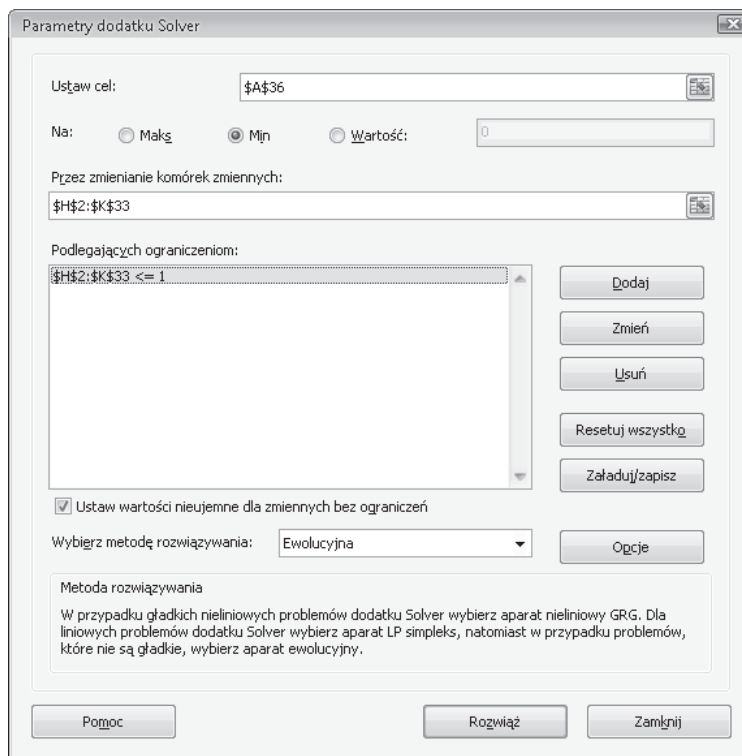 Parametry dodatku Solver
Ustaw cel:
$A$36
Na:
Maks
Min
Wartość:
0
Przez zmienianie komórek zmiennych:
$H$2:$K$33
Podlegających ograniczeniom:
$H$2:$K$33 <= 1
Dodaj
Zmień
Usuń
Resetuj wszystko
Załaduj/zapisz
Ustaw wartości nieujemne dla zmiennych bez ograniczeń
Wybierz metodę rozwiązywania:
Ewolucyjna
Opcje
Metoda rozwiązywania
W przypadku gładkich nieliniowych problemów dodatku Solver wybierz aparat nieliniowy GRG. Dla
liniowych problemów dodatku Solver wybierz aparat LP simpleks, natomiast w przypadku problemów,
które nie są gładkie, wybierz aparat ewolucyjny.
Pomoc
Rozwiąż
Zamknij